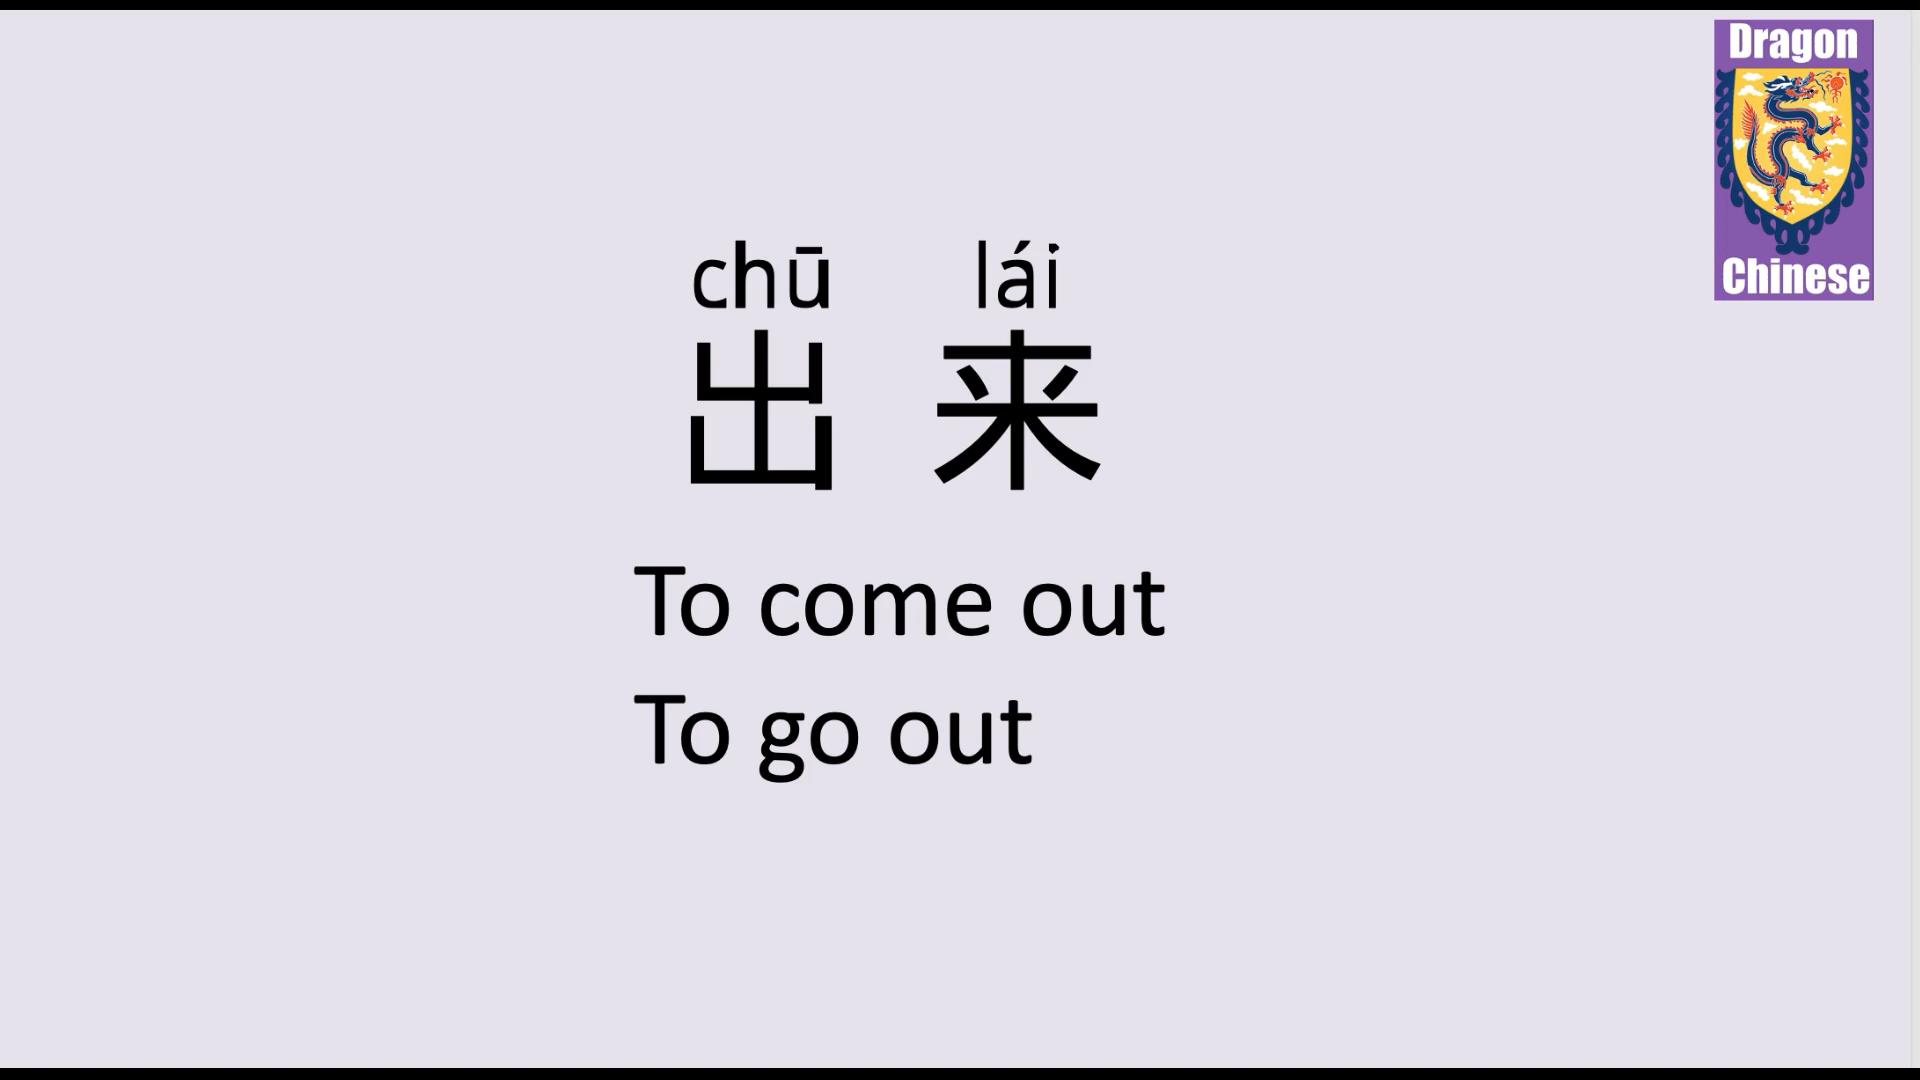 Dragon
Chinese
chū lái
出 来
To come out
To go out